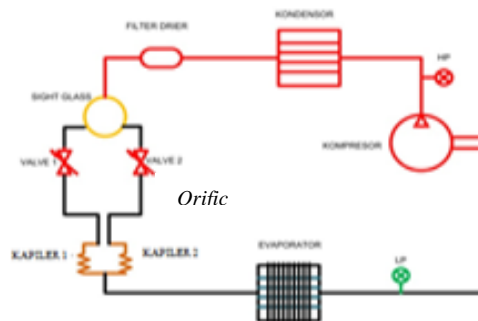 KONDENSOR
FILTER DRIER
HP
SIGHT GLASS
KOMPRESOR
VALVE 1
VALVE 2
Orific
EVAPORATOR
KAPILER 1
KAPILER 2
LP